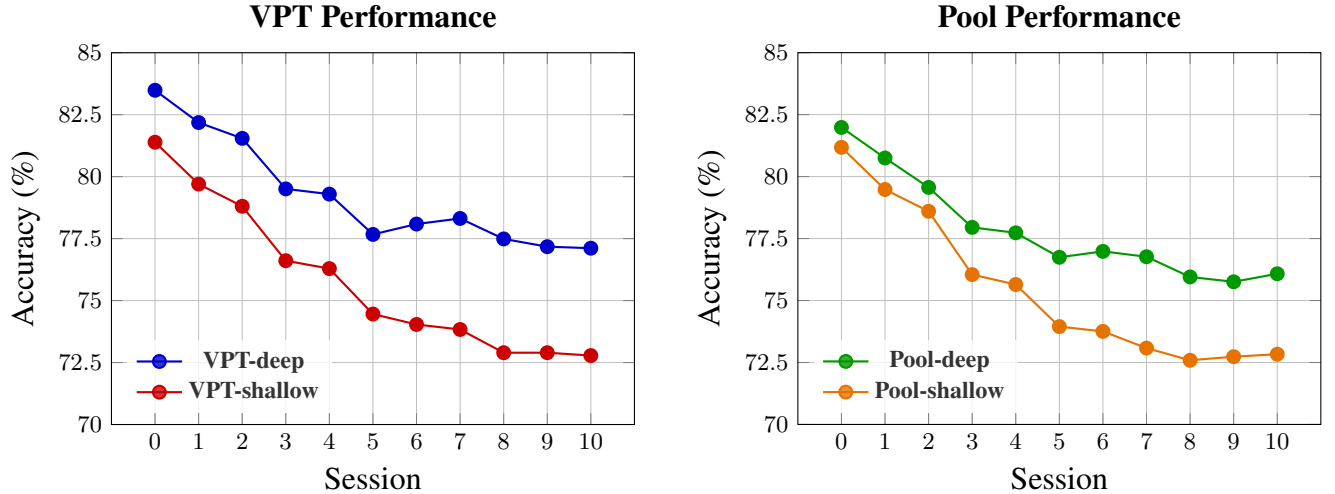 VPT Performance
85
82.5
80
77.5
75
72.5
70
Accuracy (%)
VPT-deep
VPT-shallow
0 1 2 3 4 5 6 7 8 9 10
Session
Pool Performance
85
82.5
80
77.5
75
72.5
70
Accuracy (%)
Pool-deep
Pool-shallow
0 1 2 3 4 5 6 7 8 9 10
Session